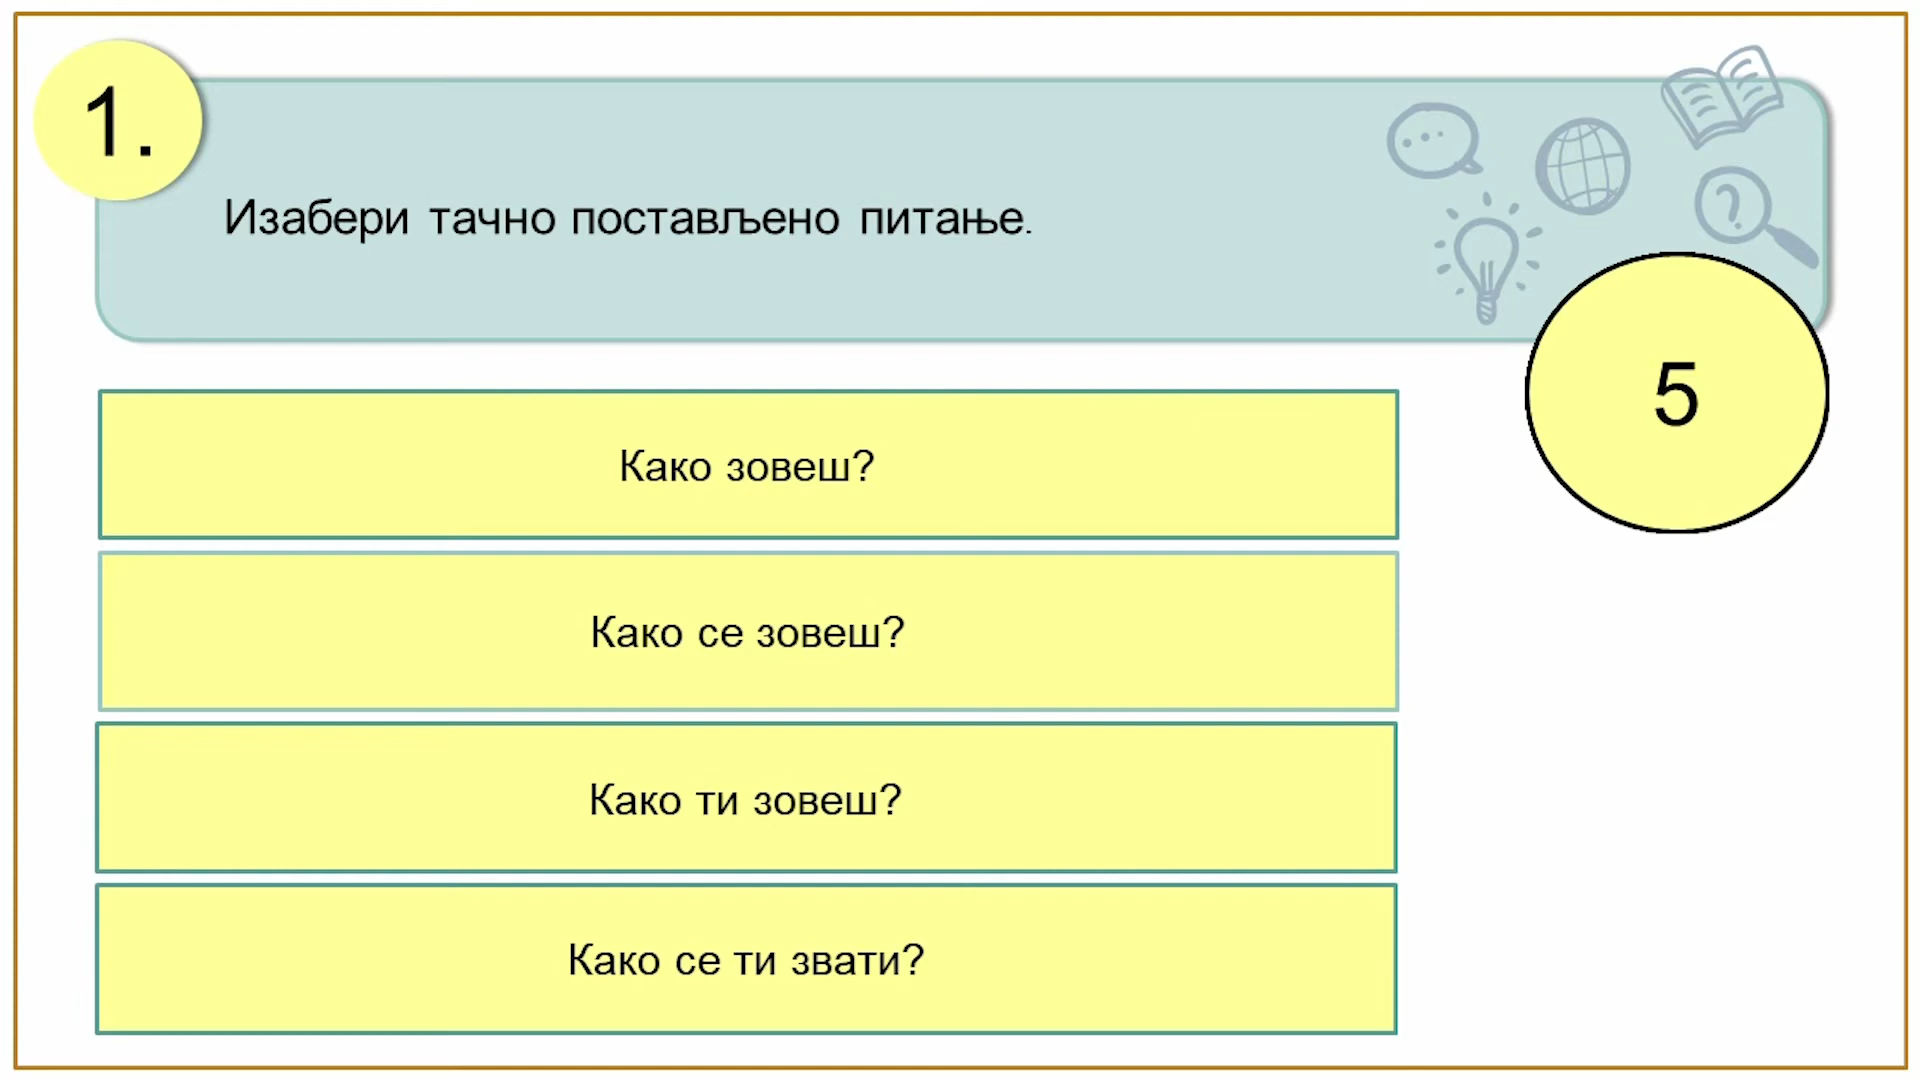 1.
Изабери тачно постављено питање.
5
Како зовеш?
Како се зовеш?
Како ти зовеш?
Како се ти звати?